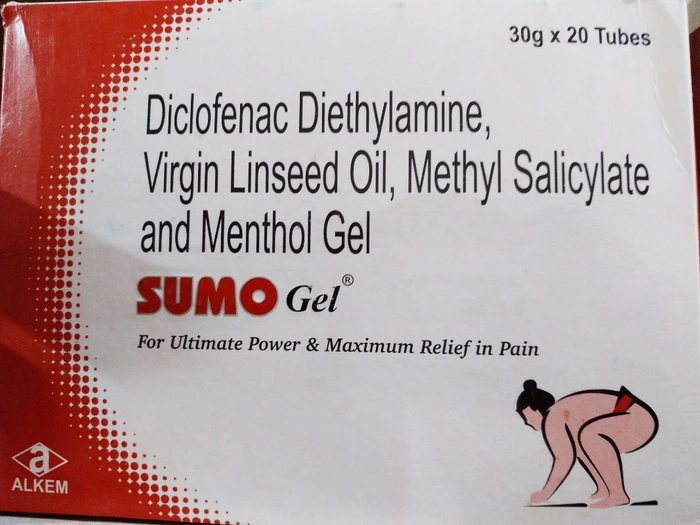 30g x 20 Tubes
Diclofenac Diethylamine,
Virgin Linseed Oil, Methyl Salicylate
and Menthol Gel
SUMO Gel®
For Ultimate Power & Maximum Relief in Pain
a
ALKEM